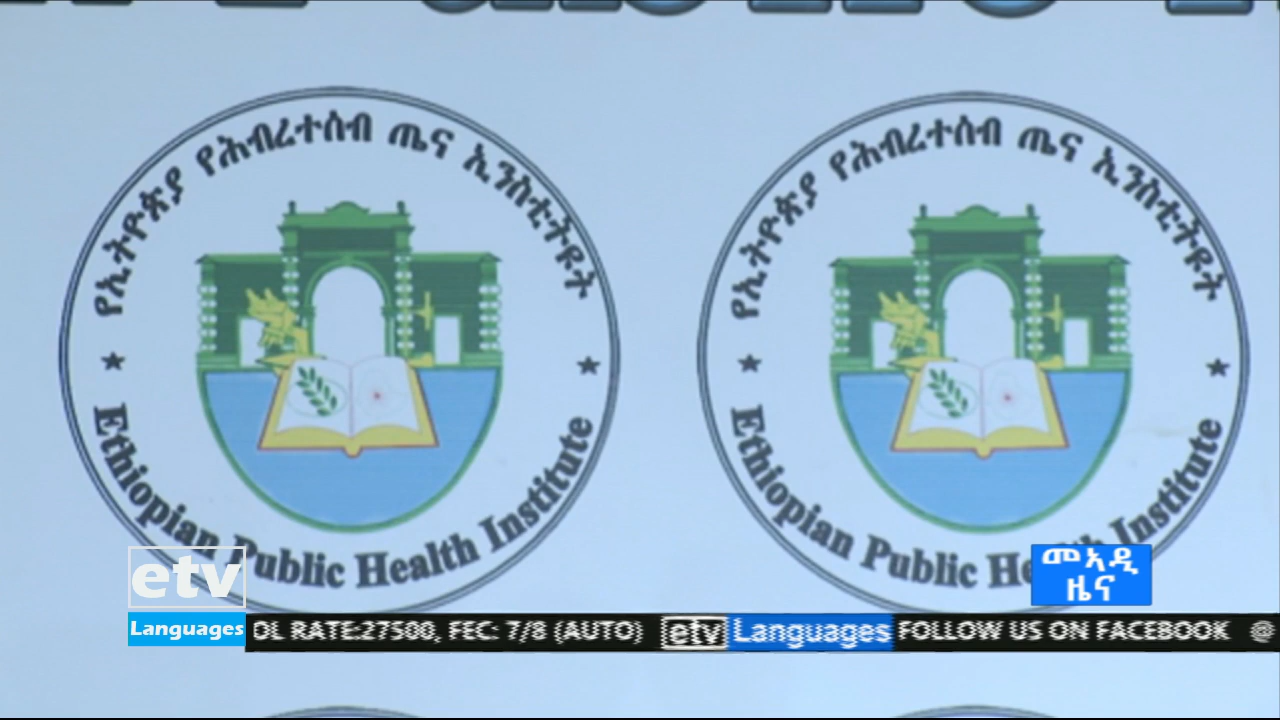 የኢትዮጵያ የሕብረተሰብ ጤና ኢንስቲትዩት
Ethiopian Public Health Institute
የኢትዮጵያ የሕብረተሰብ ጤና ኢንስቲትዩት
Ethiopian Public Health Institute
etv
Languages
መኣዲ
ዜና
OL RATE:27500, FEC: 7/8 (AUTO) etv Languages FOLLOW US ON FACEBOOK @